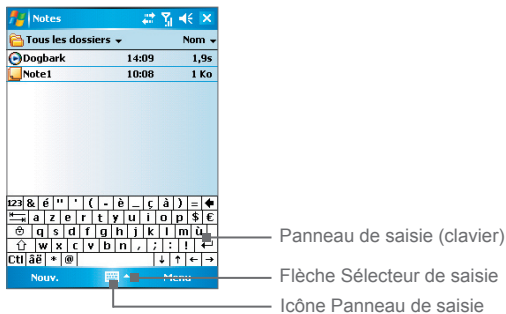 Notes
Tous les dossiers Nom
Dogbark 14:09 1,9s
Note1 10:08 1 Ko
123 & é " ' ( - è _ ç à ) =
a z e r t y u i o p $ €
q s d f g h j k l m ù
w x c v b n , ; : !
Ctl áë * @ ↓ ↑ ← →
Nouv. Menu
Panneau de saisie (clavier)
Flèche Sélecteur de saisie
Icône Panneau de saisie